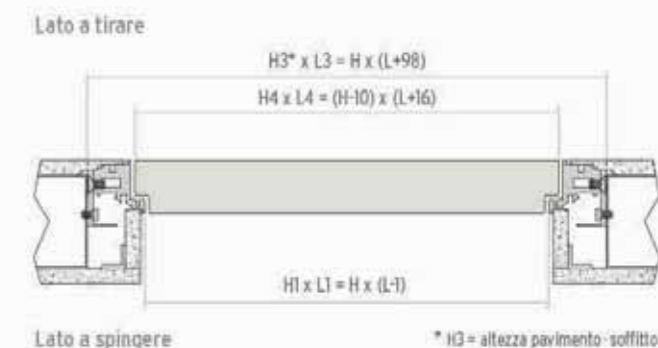 Lato a tirare
H3* x L3 = H x (L+98)
H4 x L4 = (H-10) x (L+16)
H1 x L1 = H x (L-1)
Lato a spingere
* H3 = altezza pavimento - soffitto